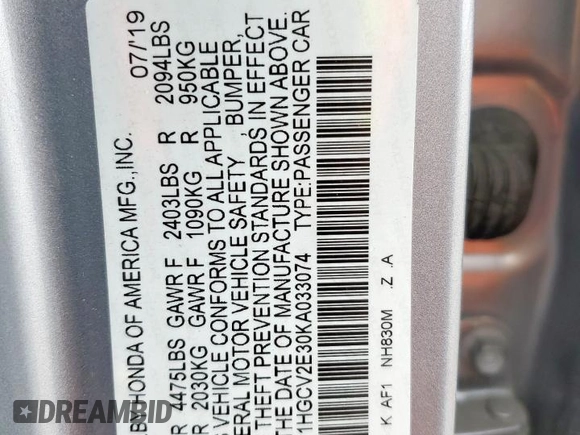 BY HONDA OF AMERICA MFG.,INC. 07/'19
R 4475LBS GAWR F 2403LBS R 2094LBS
R 2030KG GAWR F 1090KG R 950KG
VEHICLE CONFORMS TO ALL APPLICABLE
ERAL MOTOR VEHICLE SAFETY , BUMPER,
THEFT PREVENTION STANDARDS IN EFFECT
THE DATE OF MANUFACTURE SHOWN ABOVE.
1HGCV2E30KA033074 TYPE:PASSENGER CAR
K AF1 NH830M .Z .A
DREAMBID